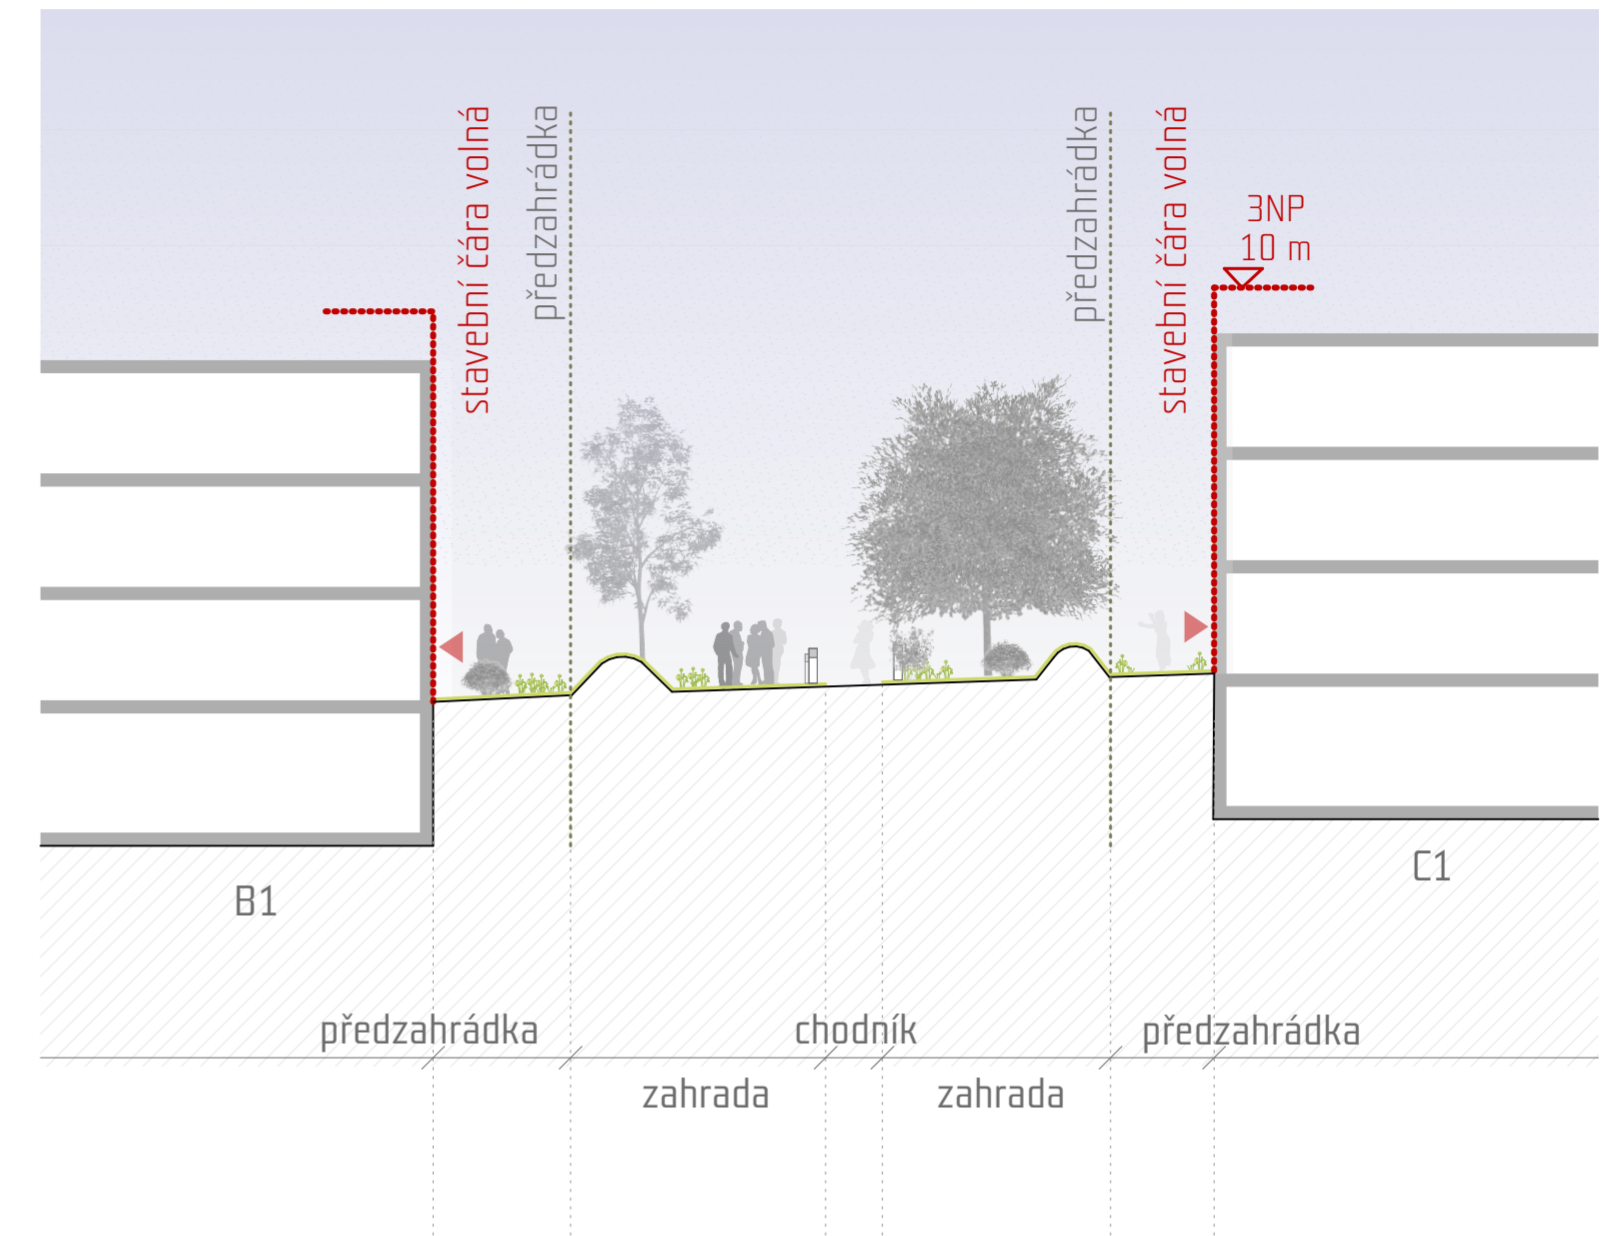 stavební čára volná
předzahrádka
předzahrádka
stavební čára volná
3NP
10 m
B1
C1
předzahrádka
chodník
předzahrádka
zahrada
zahrada